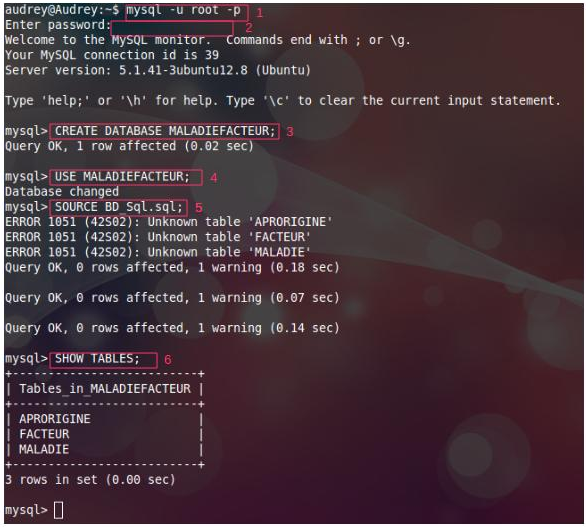 audrey@Audrey:~$ mysql -u root -p 1
Enter password: 2
Welcome to the MySQL monitor.  Commands end with ; or \g.
Your MySQL connection id is 39
Server version: 5.1.41-3ubuntu12.8 (Ubuntu)
Type 'help;' or '\h' for help. Type '\c' to clear the current input statement.
mysql> CREATE DATABASE MALADIEFACTEUR; 3
Query OK, 1 row affected (0.02 sec)
mysql> USE MALADIEFACTEUR; 4
Database changed
mysql> SOURCE BD_Sql.sql; 5
ERROR 1051 (42S02): Unknown table 'APRORIGINE'
ERROR 1051 (42S02): Unknown table 'FACTEUR'
ERROR 1051 (42S02): Unknown table 'MALADIE'
Query OK, 0 rows affected, 1 warning (0.18 sec)
Query OK, 0 rows affected, 1 warning (0.07 sec)
Query OK, 0 rows affected, 1 warning (0.14 sec)
mysql> SHOW TABLES; 6
+--------------------------+
| Tables_in_MALADIEFACTEUR |
+--------------------------+
| APRORIGINE               |
| FACTEUR                  |
| MALADIE                  |
+--------------------------+
3 rows in set (0.00 sec)
mysql>